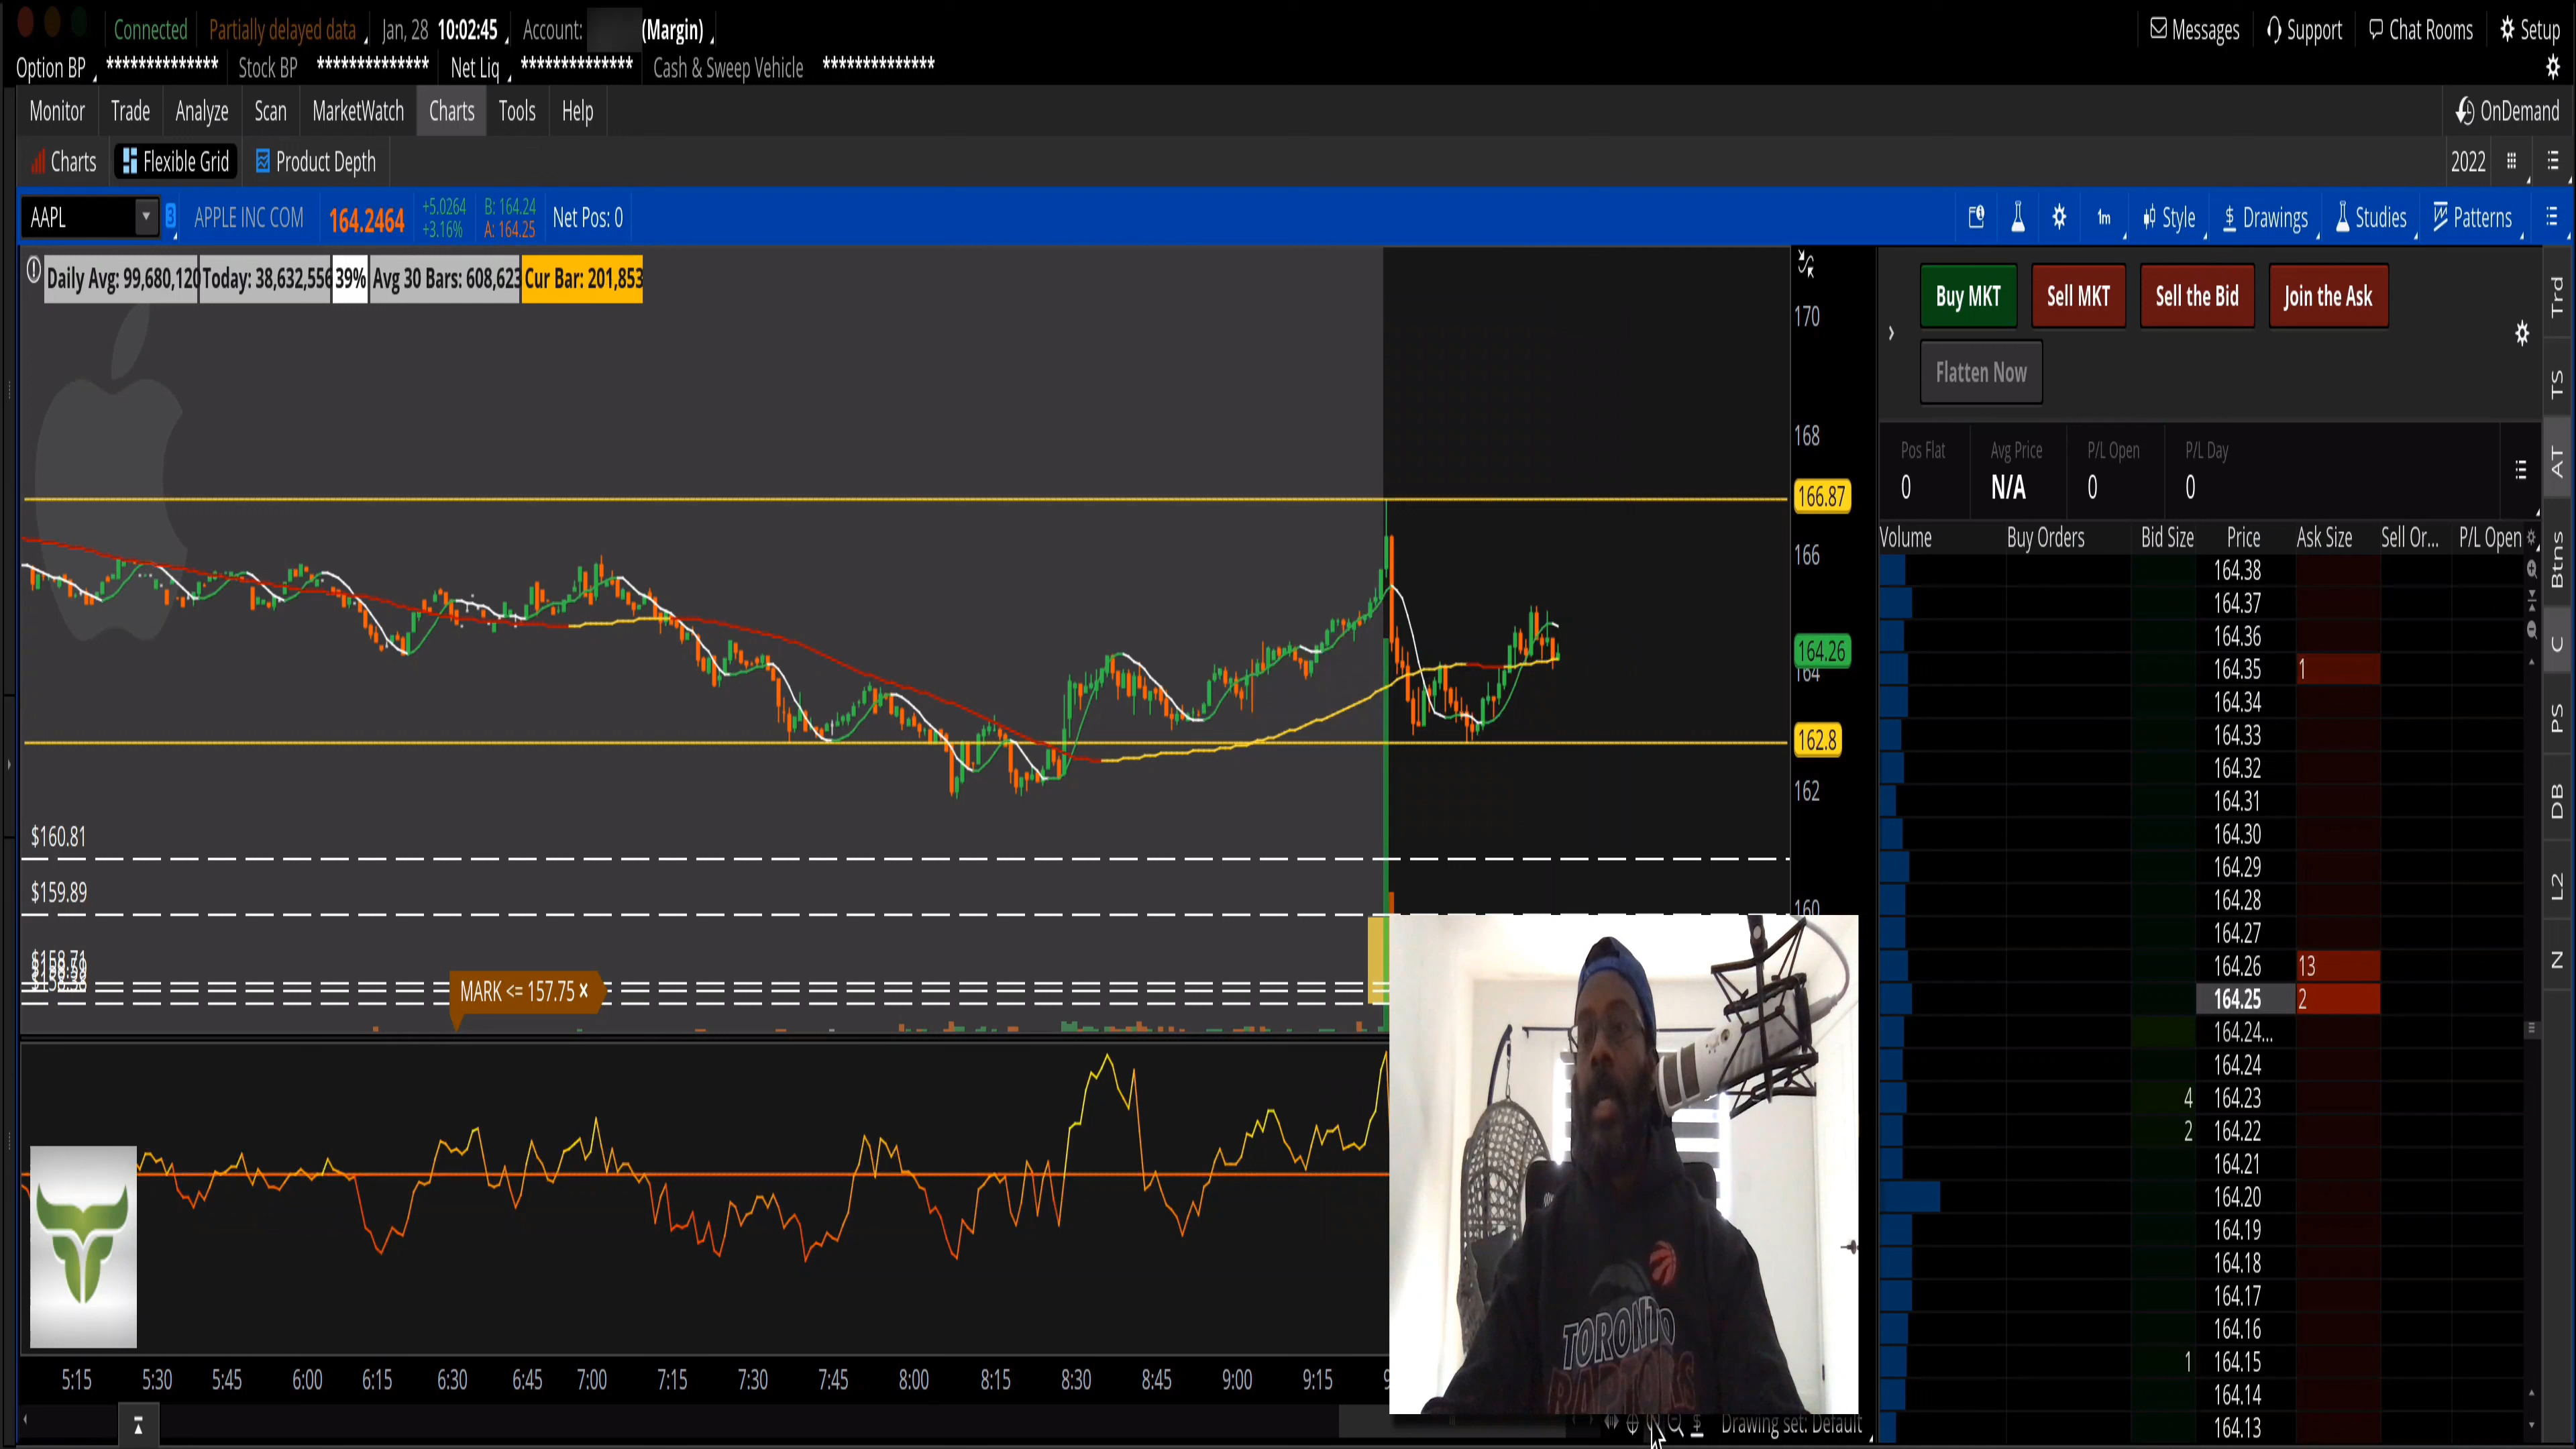 Connected Partially delayed data Jan, 28 10:02:45 Account: (Margin) Messages Support Chat Rooms Setup
Option BP ************** Stock BP ************** Net Liq ************** Cash & Sweep Vehicle **************
Monitor Trade Analyze Scan MarketWatch Charts Tools Help OnDemand
Charts Flexible Grid Product Depth 2022
AAPL 3 APPLE INC COM 164.2464 +5.0264 B: 164.24 Net Pos: 0 1m Style $ Drawings Studies Patterns
+3.16% A: 164.25
Daily Avg: 99,680,120 Today: 38,632,556 39% Avg 30 Bars: 608,623 Cur Bar: 201,853
170
168
166.87
166
164.26
164
162.8
162
160
$160.81
$159.89
$158.71
MARK <= 157.75 ×
5:15 5:30 5:45 6:00 6:15 6:30 6:45 7:00 7:15 7:30 7:45 8:00 8:15 8:30 8:45 9:00 9:15
Drawing set: Default
TORONTO
RAPTORS
Buy MKT Sell MKT Sell the Bid Join the Ask
Flatten Now
Pos Flat Avg Price P/L Open P/L Day
0 N/A 0 0
Volume Buy Orders Bid Size Price Ask Size Sell Or... P/L Open
164.38
164.37
164.36
164.35 1
164.34
164.33
164.32
164.31
164.30
164.29
164.28
164.27
164.26 13
164.25 2
164.24...
164.24
4 164.23
2 164.22
164.21
164.20
164.19
164.18
164.17
164.16
1 164.15
164.14
164.13
Trd
TS
AT
Btns
C
PS
DB
L2
N